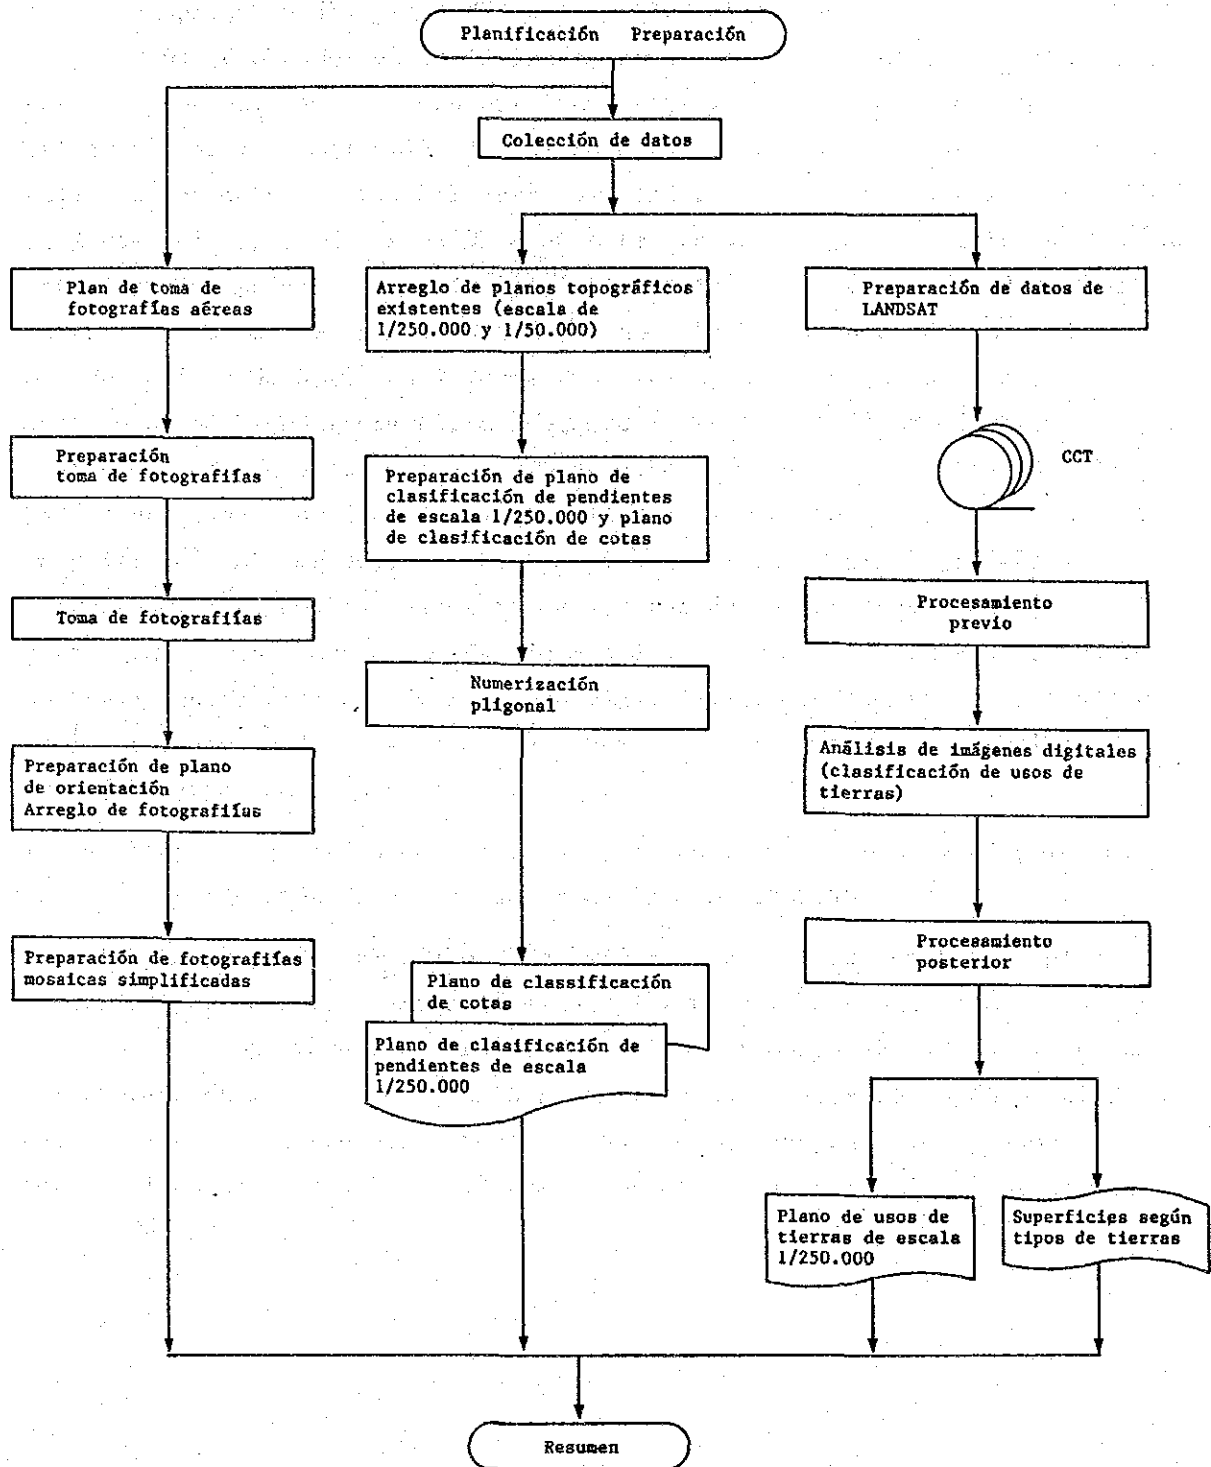 Planificación Preparación
Colección de datos
Plan de toma de
fotografías aéreas
Arreglo de planos topográficos
existentes (escala de
1/250.000 y 1/50.000)
Preparación de datos de
LANDSAT
Preparación
toma de fotografiías
Preparación de plano de
clasificación de pendientes
de escala 1/250.000 y plano
de clasificación de cotas
CCT
Toma de fotografiías
Procesamiento
previo
Numerización
pligonal
Preparación de plano
de orientación
Arreglo de fotografiías
Análisis de imágenes digitales
(clasificación de usos de
tierras)
Preparación de fotografiías
mosaicas simplificadas
Procesamiento
posterior
Plano de classificación
de cotas
Plano de clasificación de
pendientes de escala
1/250.000
Plano de usos de
tierras de escala
1/250.000
Superficies según
tipos de tierras
Resumen